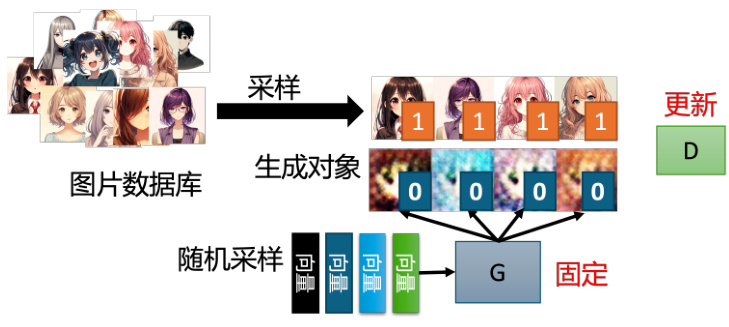 采样
1 1 1 1
更新
D
图片数据库
生成对象
0 0 0 0
随机采样
向量 向量 向量 向量
G
固定